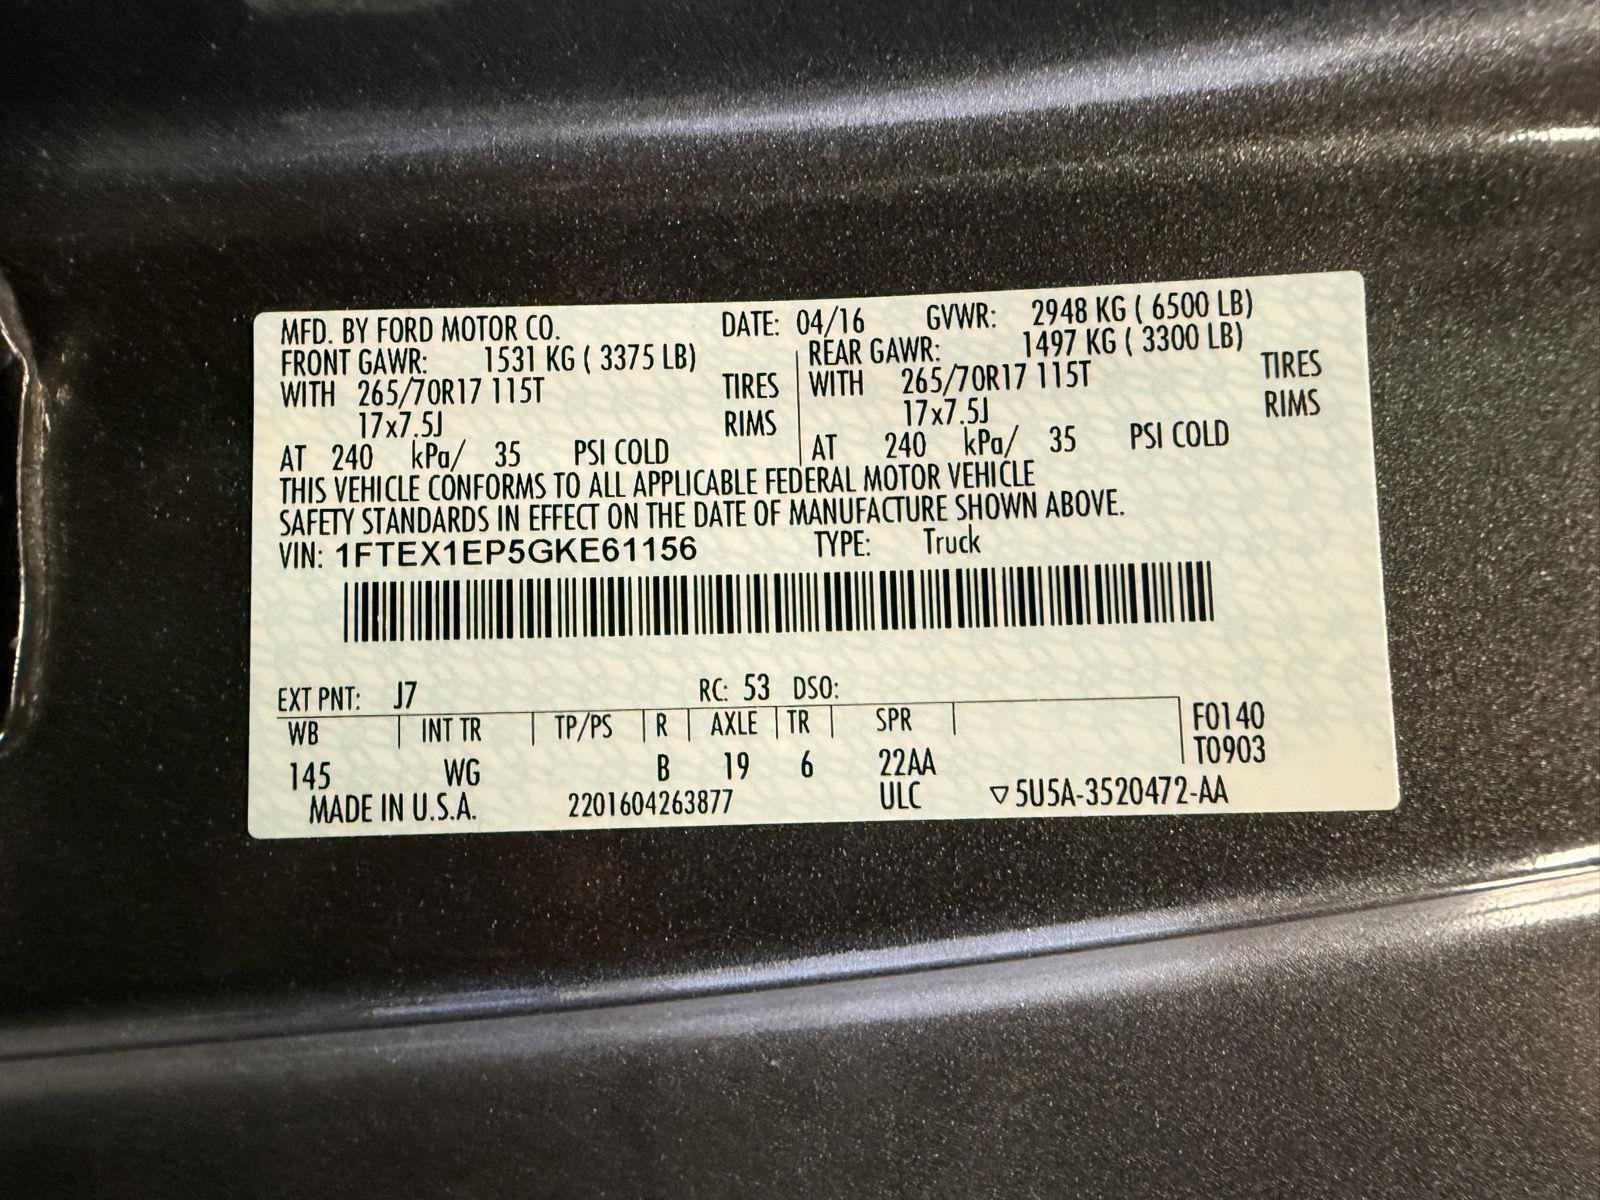 MFD. BY FORD MOTOR CO. DATE: 04/16 GVWR: 2948 KG ( 6500 LB)
FRONT GAWR: 1531 KG ( 3375 LB) REAR GAWR: 1497 KG ( 3300 LB)
WITH 265/70R17 115T TIRES WITH 265/70R17 115T TIRES
17x7.5J RIMS 17x7.5J RIMS
AT 240 kPa/ 35 PSI COLD AT 240 kPa/ 35 PSI COLD
THIS VEHICLE CONFORMS TO ALL APPLICABLE FEDERAL MOTOR VEHICLE
SAFETY STANDARDS IN EFFECT ON THE DATE OF MANUFACTURE SHOWN ABOVE.
VIN: 1FTEX1EP5GKE61156 TYPE: Truck
EXT PNT: J7 RC: 53 DSO:
WB INT TR TP/PS R AXLE TR SPR F0140
145 WG B 19 6 22AA T0903
MADE IN U.S.A. 2201604263877 ULC ▽5U5A-3520472-AA